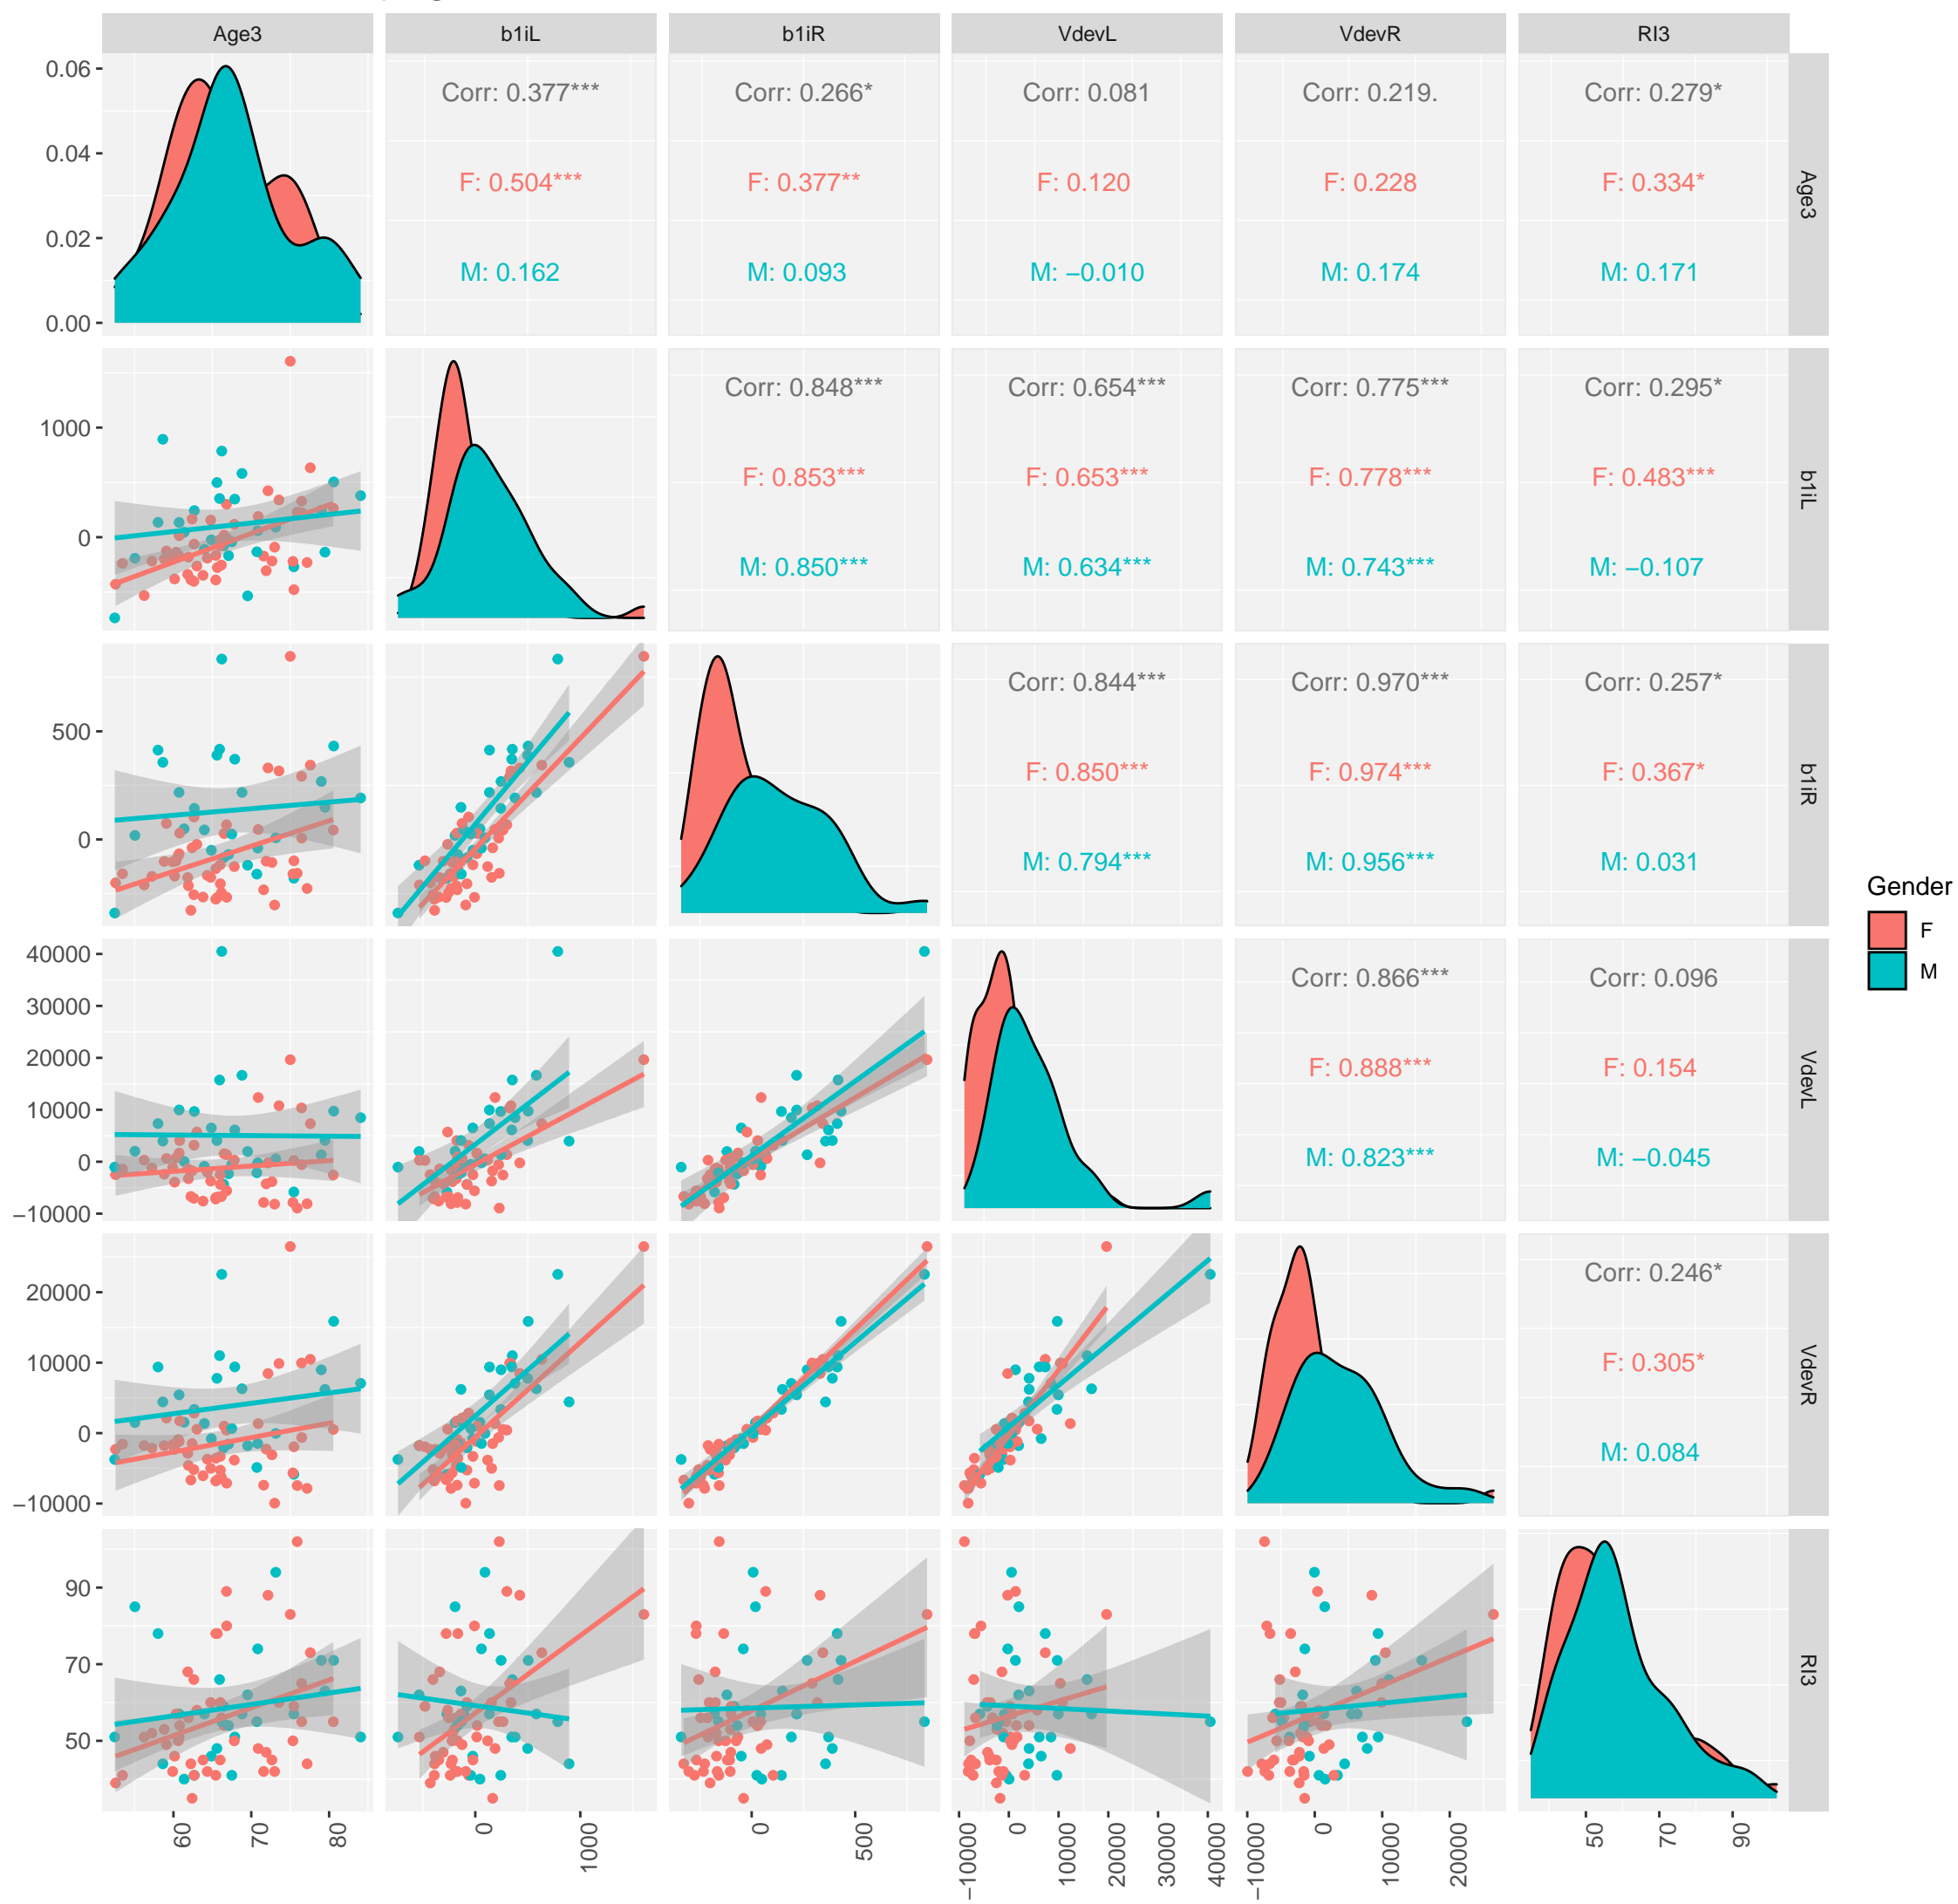 Age3 b1iL b1iR VdevL VdevR RI3
0.06
0.04
0.02
0.00
Corr: 0.377*** Corr: 0.266* Corr: 0.081 Corr: 0.219. Corr: 0.279*
F: 0.504*** F: 0.377** F: 0.120 F: 0.228 F: 0.334*
M: 0.162 M: 0.093 M: −0.010 M: 0.174 M: 0.171
Age3
1000
0
Corr: 0.848*** Corr: 0.654*** Corr: 0.775*** Corr: 0.295*
F: 0.853*** F: 0.653*** F: 0.778*** F: 0.483***
M: 0.850*** M: 0.634*** M: 0.743*** M: −0.107
b1iL
500
0
Corr: 0.844*** Corr: 0.970*** Corr: 0.257*
F: 0.850*** F: 0.974*** F: 0.367*
M: 0.794*** M: 0.956*** M: 0.031
b1iR
40000
30000
20000
10000
0
−10000
Corr: 0.866*** Corr: 0.096
F: 0.888*** F: 0.154
M: 0.823*** M: −0.045
VdevL
20000
10000
0
−10000
Corr: 0.246*
F: 0.305*
M: 0.084
VdevR
90
70
50
RI3
60 70 80 0 1000 0 500 −10000 0 10000 20000 30000 40000 −10000 0 10000 20000 50 70 90
Gender
F
M